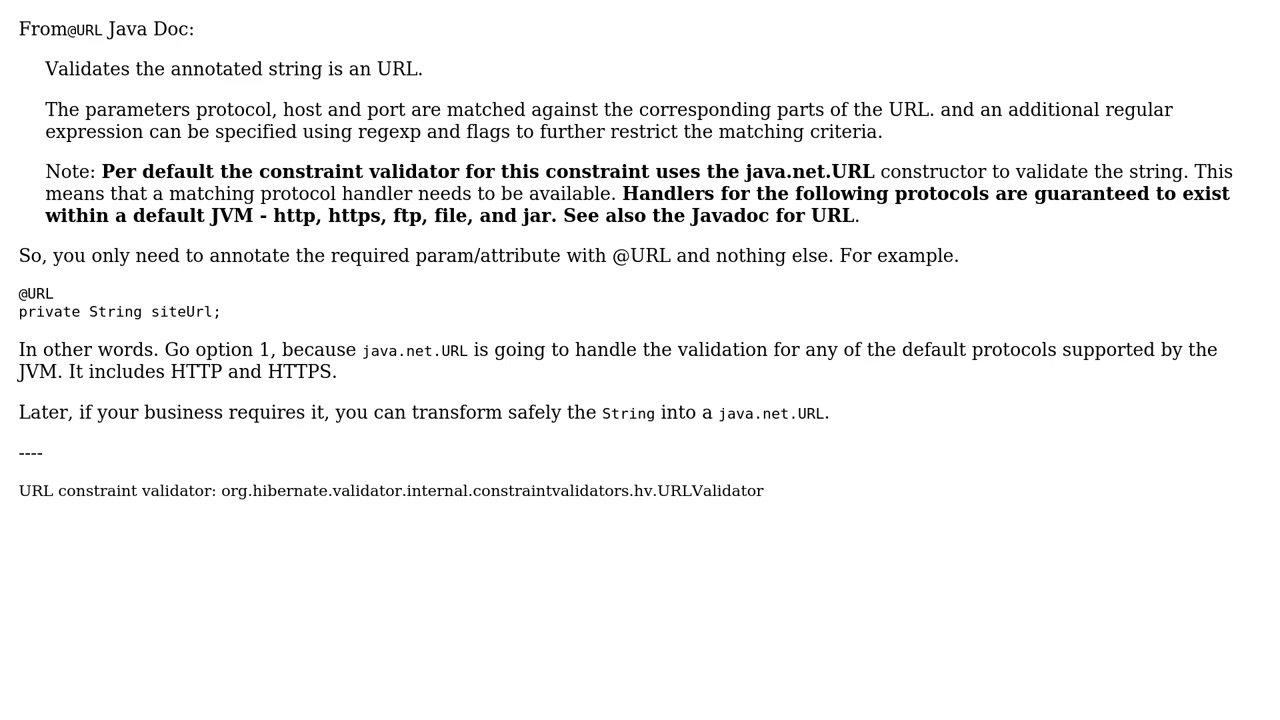 From@URL Java Doc:
Validates the annotated string is an URL.
The parameters protocol, host and port are matched against the corresponding parts of the URL. and an additional regular
expression can be specified using regexp and flags to further restrict the matching criteria.
Note: Per default the constraint validator for this constraint uses the java.net.URL constructor to validate the string. This
means that a matching protocol handler needs to be available. Handlers for the following protocols are guaranteed to exist
within a default JVM - http, https, ftp, file, and jar. See also the Javadoc for URL.
So, you only need to annotate the required param/attribute with @URL and nothing else. For example.
@URL
private String siteUrl;
In other words. Go option 1, because java.net.URL is going to handle the validation for any of the default protocols supported by the
JVM. It includes HTTP and HTTPS.
Later, if your business requires it, you can transform safely the String into a java.net.URL.
----
URL constraint validator: org.hibernate.validator.internal.constraintvalidators.hv.URLValidator